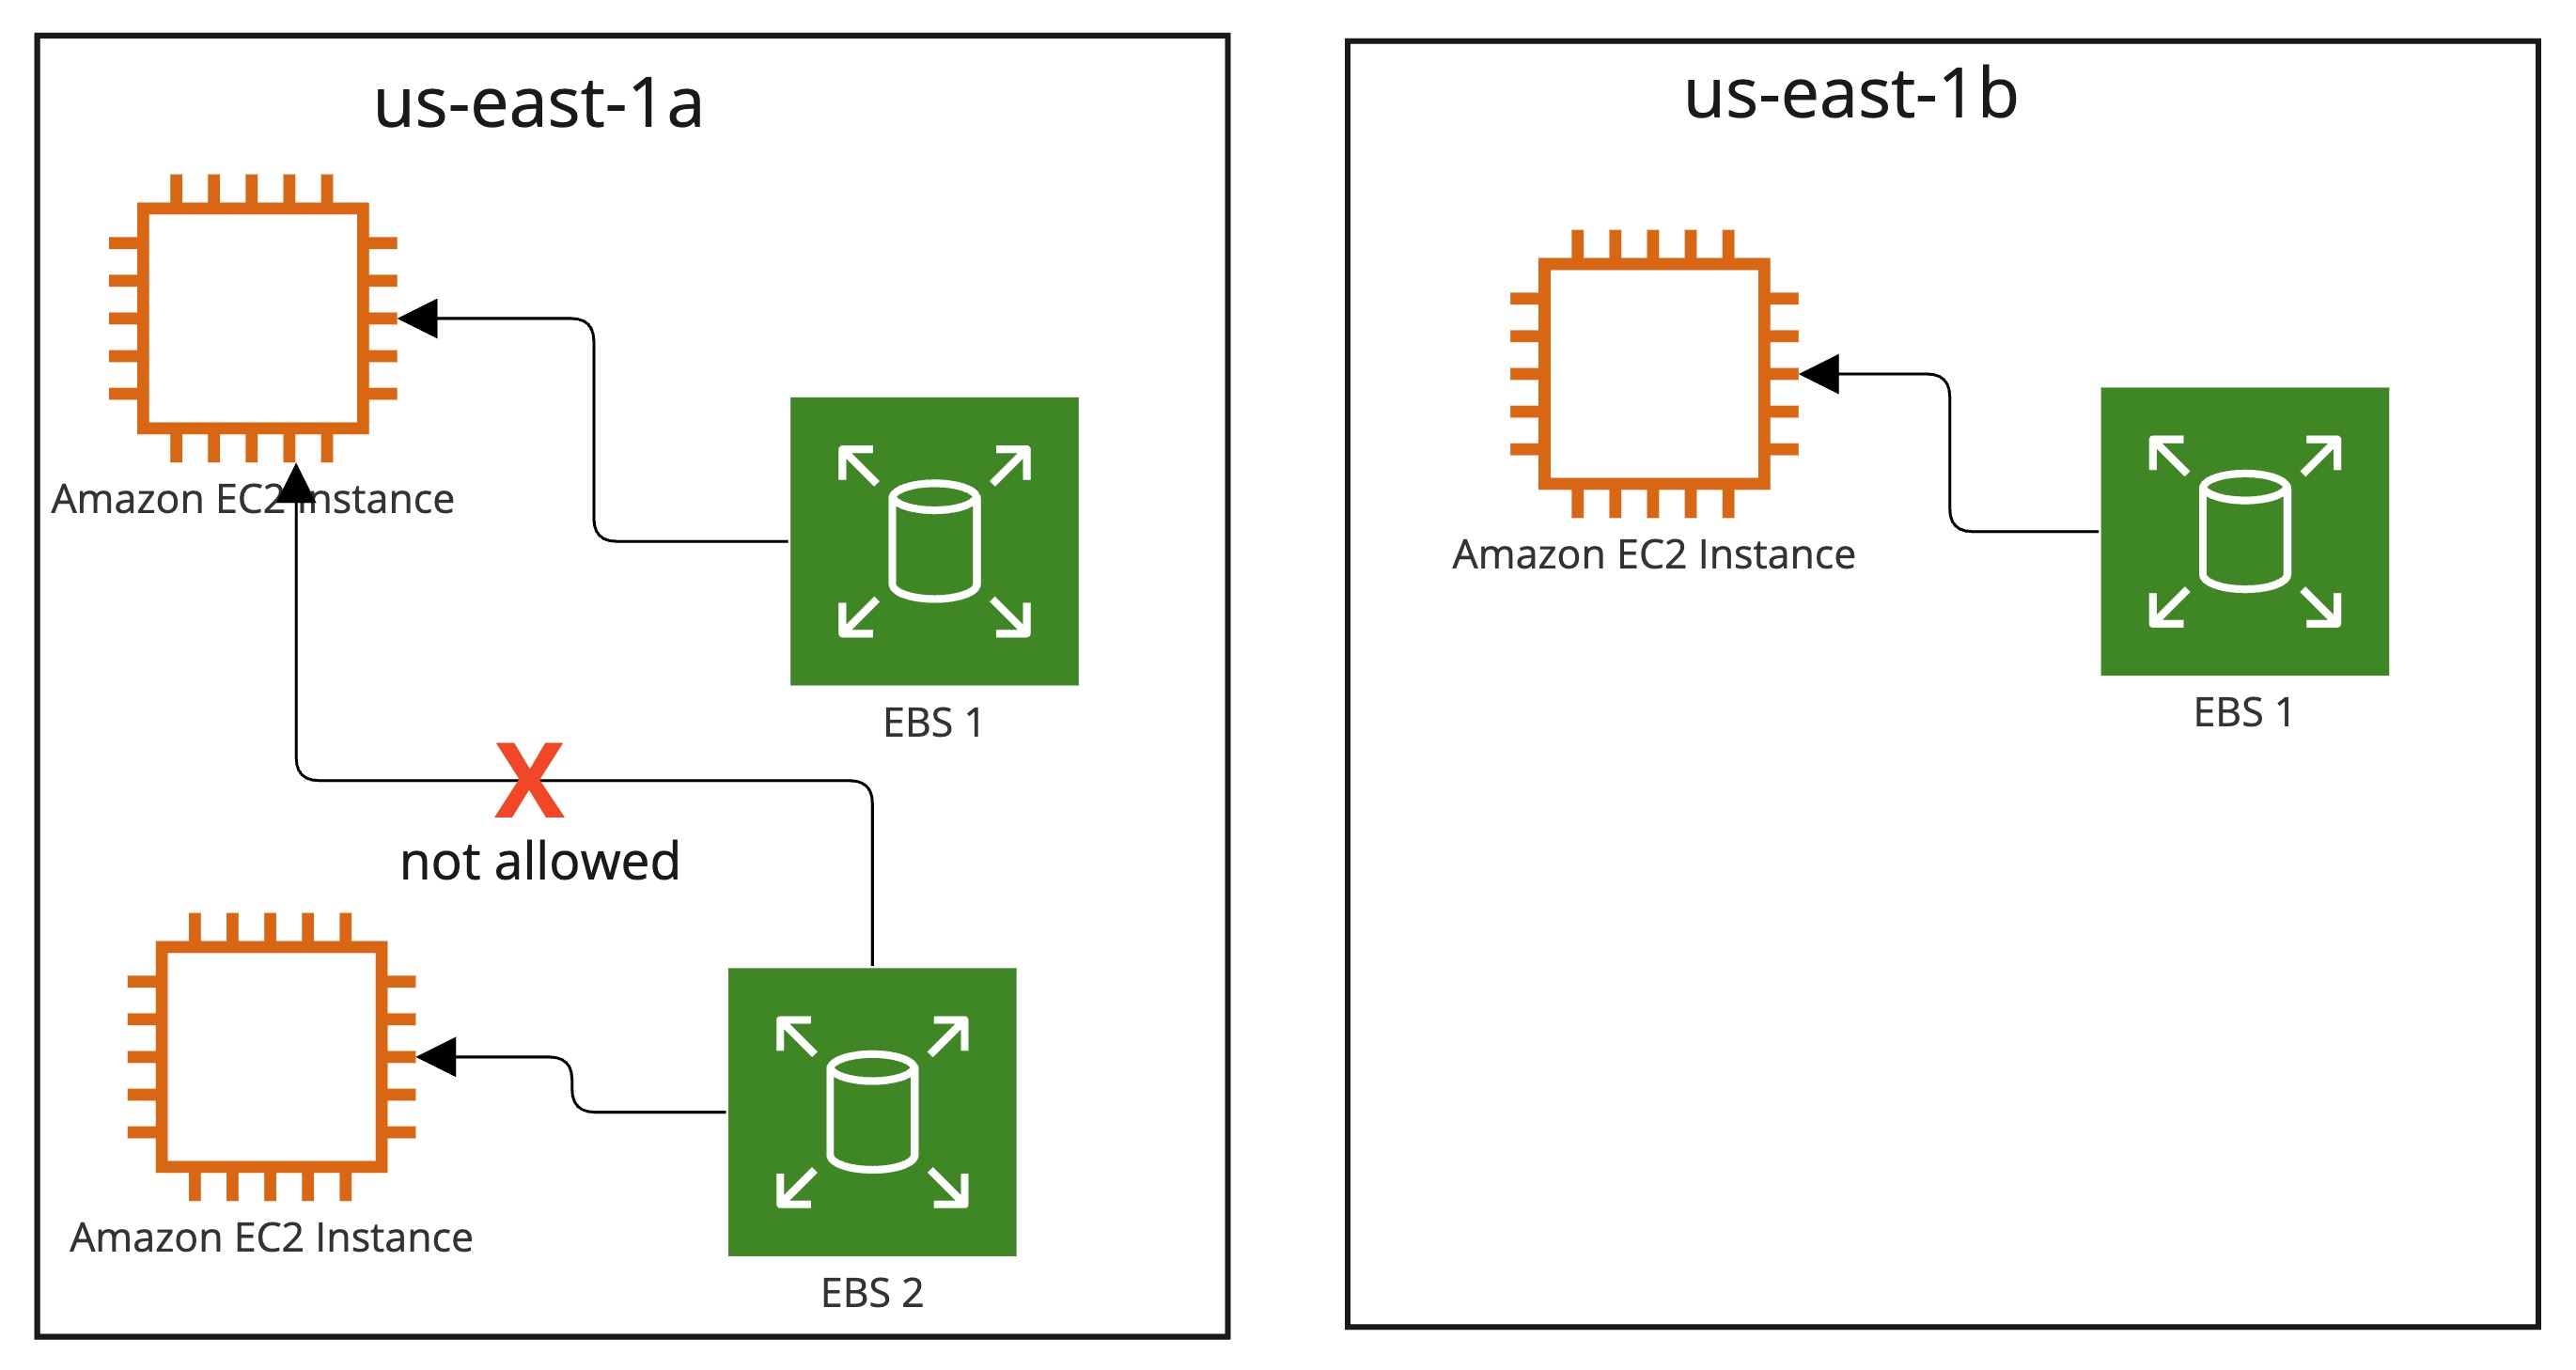 us-east-1a
Amazon EC2 Instance
EBS 1
X
not allowed
Amazon EC2 Instance
EBS 2
us-east-1b
Amazon EC2 Instance
EBS 1